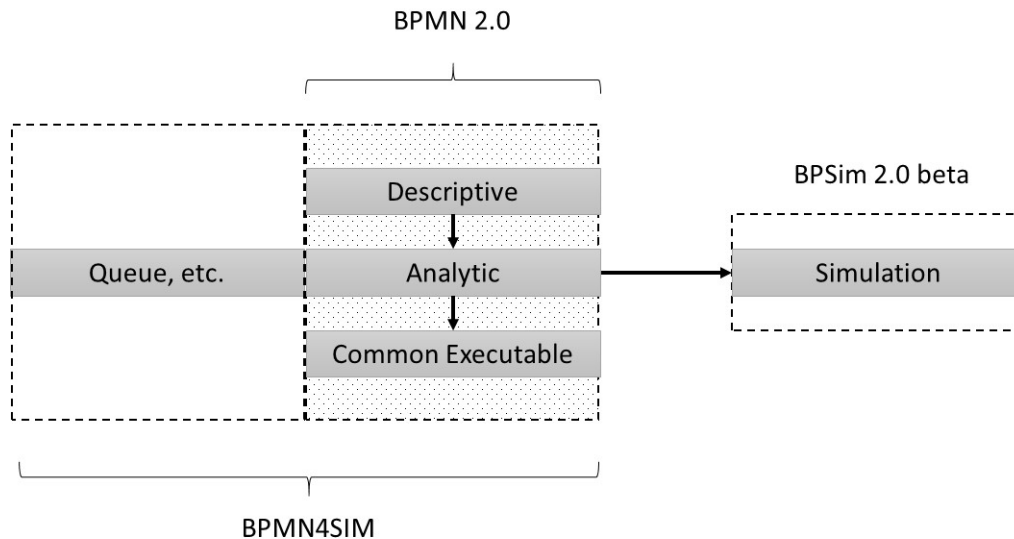 BPMN 2.0
Descriptive
BPSim 2.0 beta
Queue, etc.
Analytic
Simulation
Common Executable
BPMN4SIM